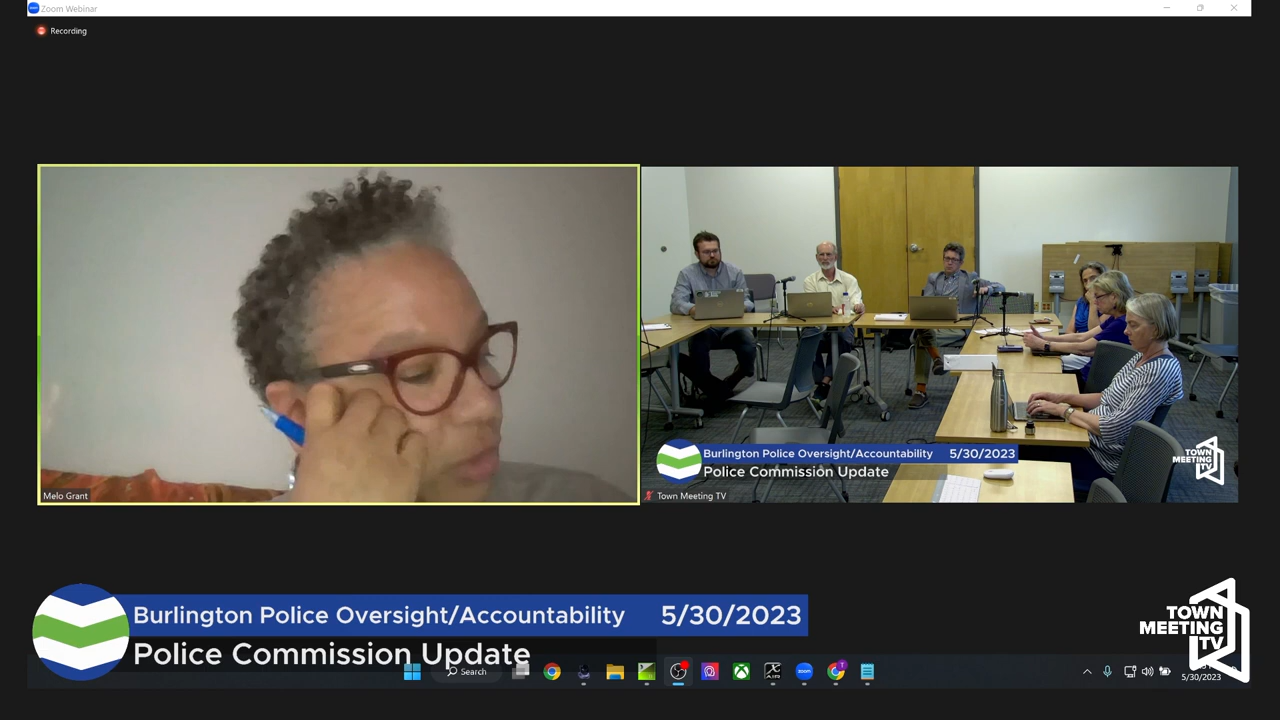 Zoom Webinar
Recording
Melo Grant
Burlington Police Oversight/Accountability 5/30/2023
Police Commission Update
Town Meeting TV
TOWN
MEETING
TV
Burlington Police Oversight/Accountability 5/30/2023
Police Commission Update
TOWN
MEETING
TV
Search
5/30/2023